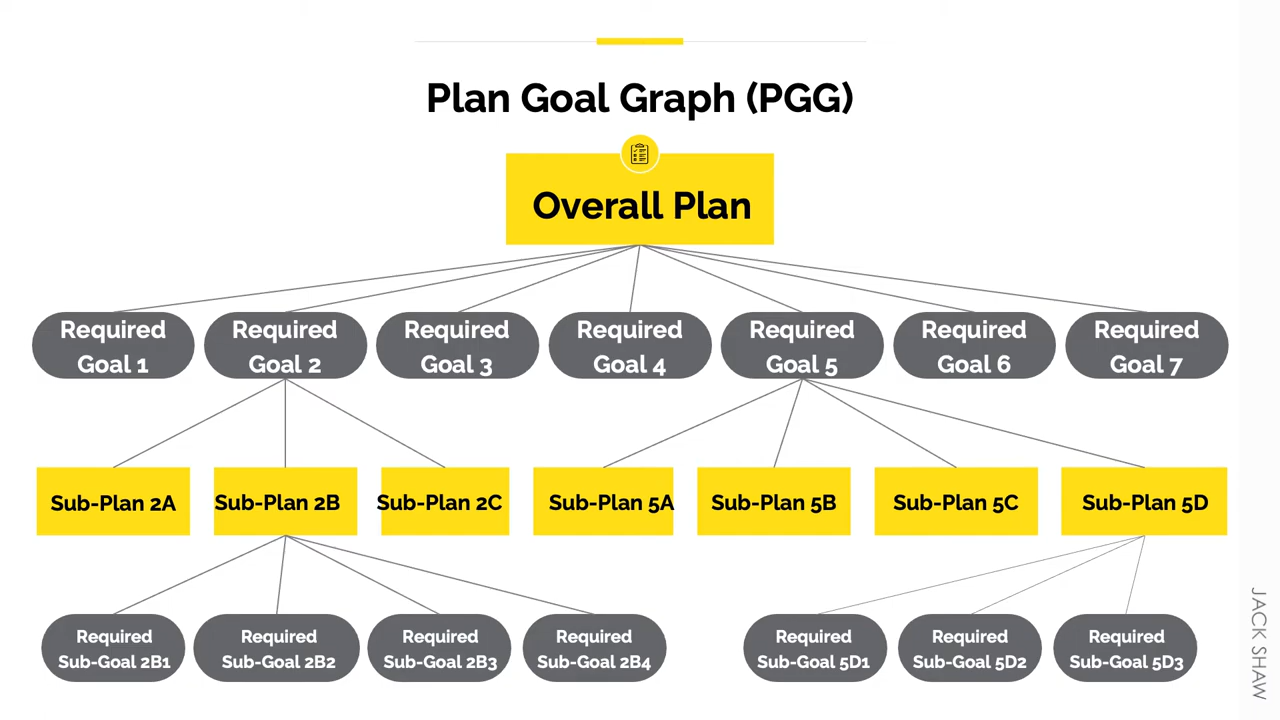 Plan Goal Graph (PGG)
Overall Plan
Required
Goal 1
Required
Goal 2
Required
Goal 3
Required
Goal 4
Required
Goal 5
Required
Goal 6
Required
Goal 7
Sub-Plan 2A
Sub-Plan 2B
Sub-Plan 2C
Sub-Plan 5A
Sub-Plan 5B
Sub-Plan 5C
Sub-Plan 5D
Required
Sub-Goal 2B1
Required
Sub-Goal 2B2
Required
Sub-Goal 2B3
Required
Sub-Goal 2B4
Required
Sub-Goal 5D1
Required
Sub-Goal 5D2
Required
Sub-Goal 5D3
JACK SHAW